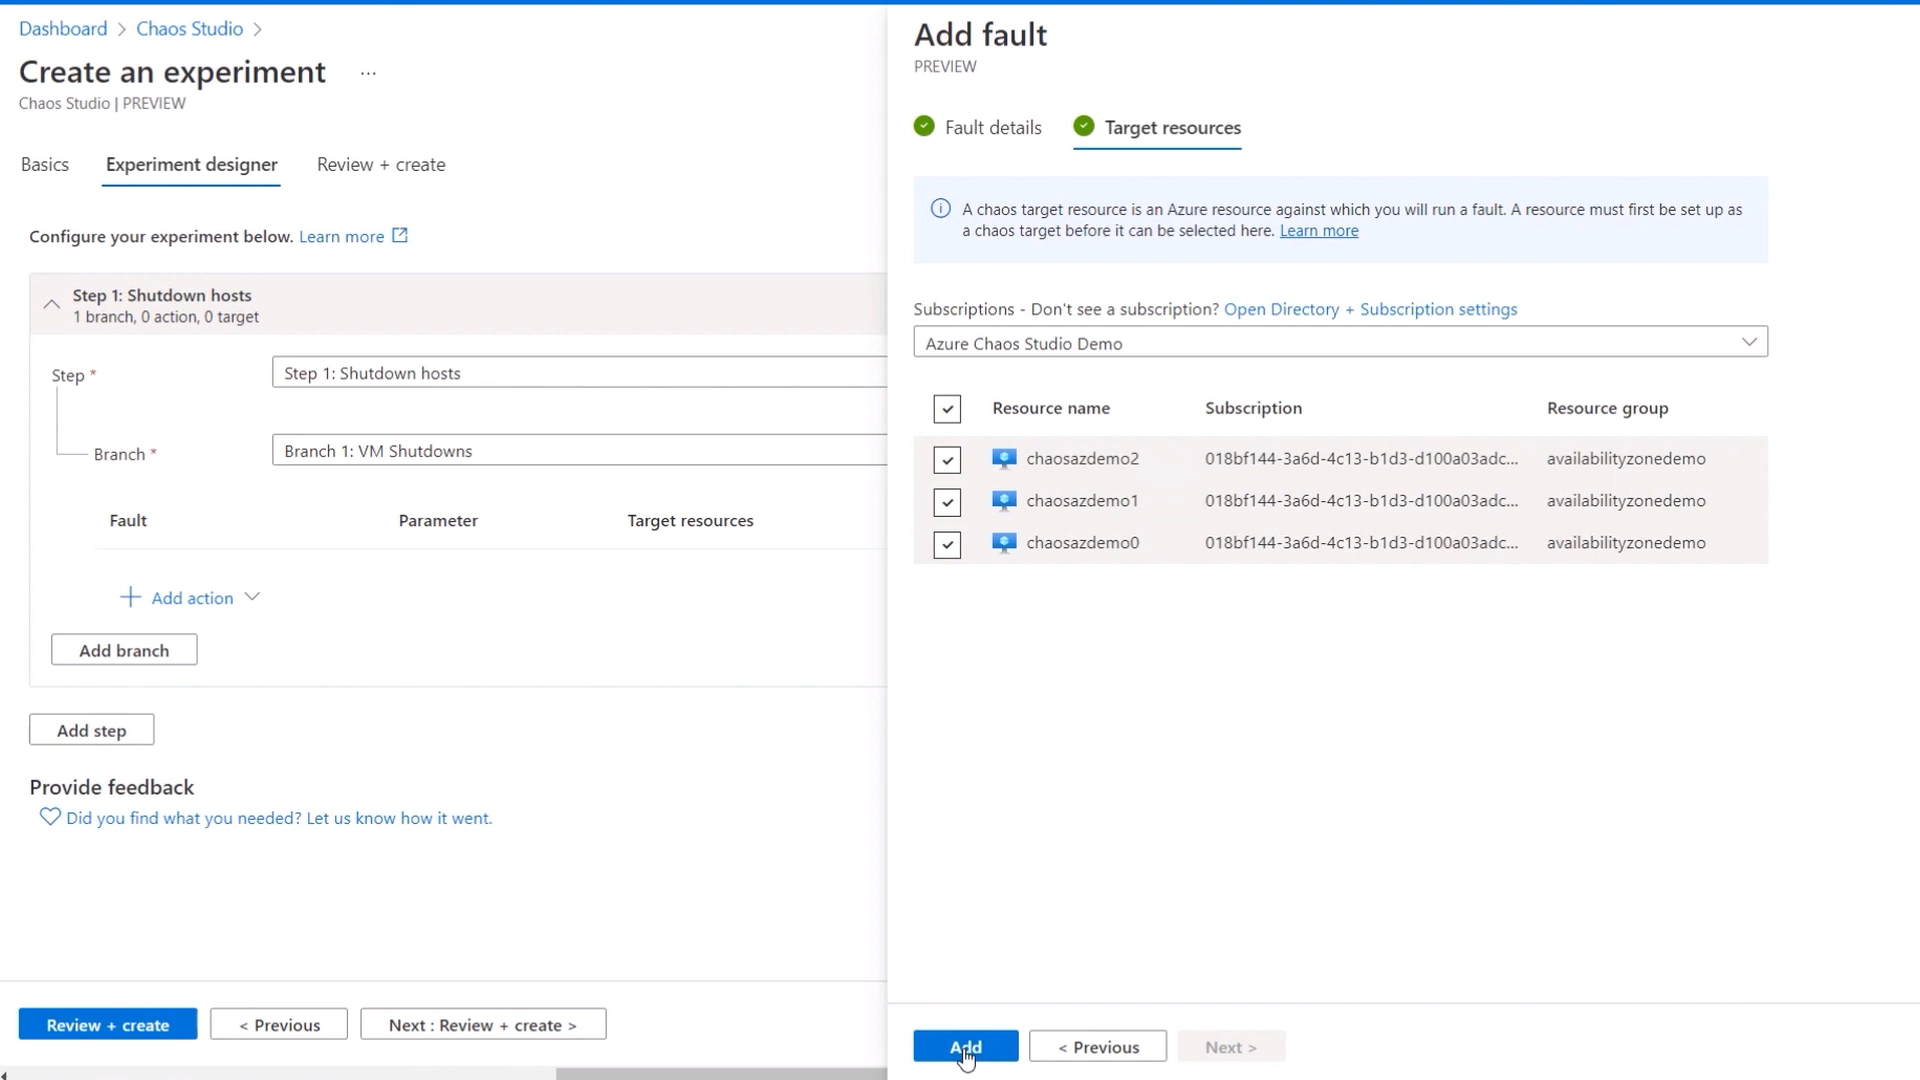 Dashboard > Chaos Studio >
Create an experiment ...
Chaos Studio | PREVIEW
Basics
Experiment designer
Review + create
Configure your experiment below. Learn more
Step 1: Shutdown hosts
1 branch, 0 action, 0 target
Step *
Step 1: Shutdown hosts
Branch *
Branch 1: VM Shutdowns
Fault
Parameter
Target resources
Add action
Add branch
Add step
Provide feedback
Did you find what you needed? Let us know how it went.
Review + create
< Previous
Next : Review + create >
Add fault
PREVIEW
Fault details
Target resources
A chaos target resource is an Azure resource against which you will run a fault. A resource must first be set up as
a chaos target before it can be selected here. Learn more
Subscriptions - Don't see a subscription? Open Directory + Subscription settings
Azure Chaos Studio Demo
Resource name Subscription Resource group
chaosazdemo2 018bf144-3a6d-4c13-b1d3-d100a03adc... availabilityzonedemo
chaosazdemo1 018bf144-3a6d-4c13-b1d3-d100a03adc... availabilityzonedemo
chaosazdemo0 018bf144-3a6d-4c13-b1d3-d100a03adc... availabilityzonedemo
Add
< Previous
Next >